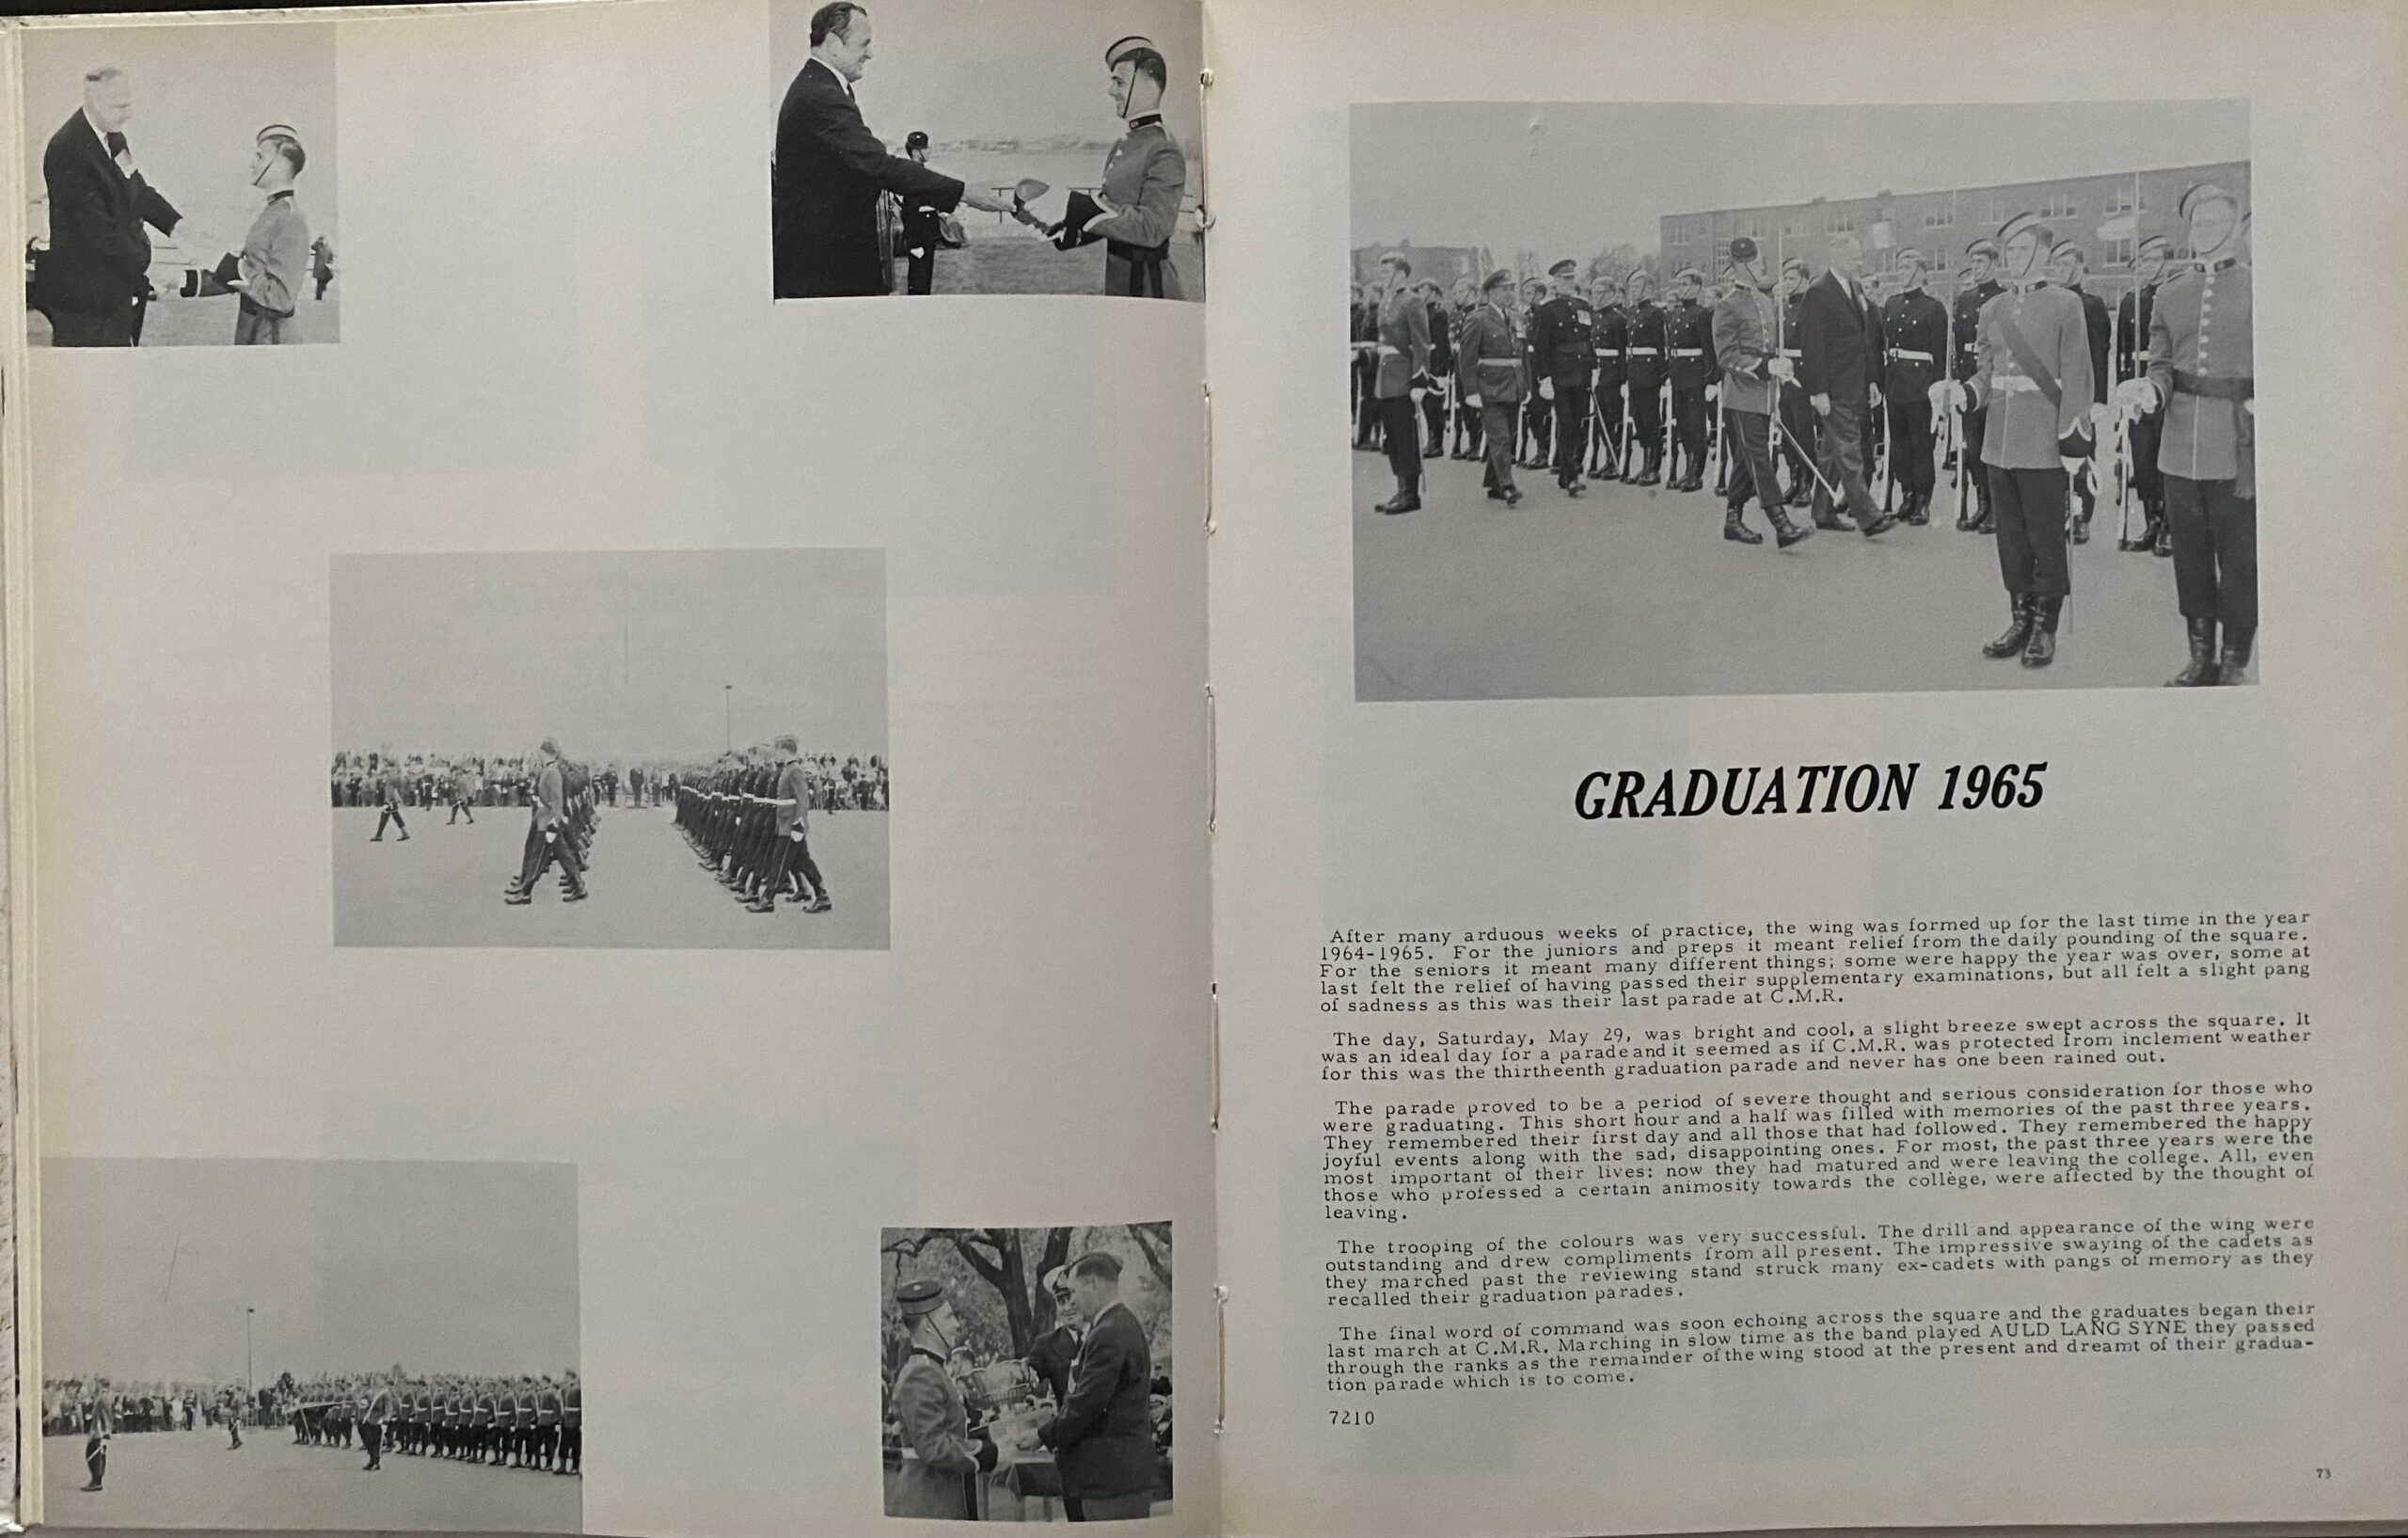 GRADUATION 1965
After many arduous weeks of practice, the wing was formed up for the last time in the year
1964-1965. For the juniors and preps it meant relief from the daily pounding of the square.
For the seniors it meant many different things; some were happy the year was over, some at
last felt the relief of having passed their supplementary examinations, but all felt a slight pang
of sadness as this was their last parade at C.M.R.
The day, Saturday, May 29, was bright and cool, a slight breeze swept across the square. It
was an ideal day for a parade and it seemed as if C.M.R. was protected from inclement weather
for this was the thirtheenth graduation parade and never has one been rained out.
The parade proved to be a period of severe thought and serious consideration for those who
were graduating. This short hour and a half was filled with memories of the past three years.
They remembered their first day and all those that had followed. They remembered the happy
joyful events along with the sad, disappointing ones. For most, the past three years were the
most important of their lives: now they had matured and were leaving the college. All, even
those who professed a certain animosity towards the collège, were affected by the thought of
leaving.
The trooping of the colours was very successful. The drill and appearance of the wing were
outstanding and drew compliments from all present. The impressive swaying of the cadets as
they marched past the reviewing stand struck many ex-cadets with pangs of memory as they
recalled their graduation parades.
The final word of command was soon echoing across the square and the graduates began their
last march at C.M.R. Marching in slow time as the band played AULD LANG SYNE they passed
through the ranks as the remainder of the wing stood at the present and dreamt of their gradua-
tion parade which is to come.
7210
73